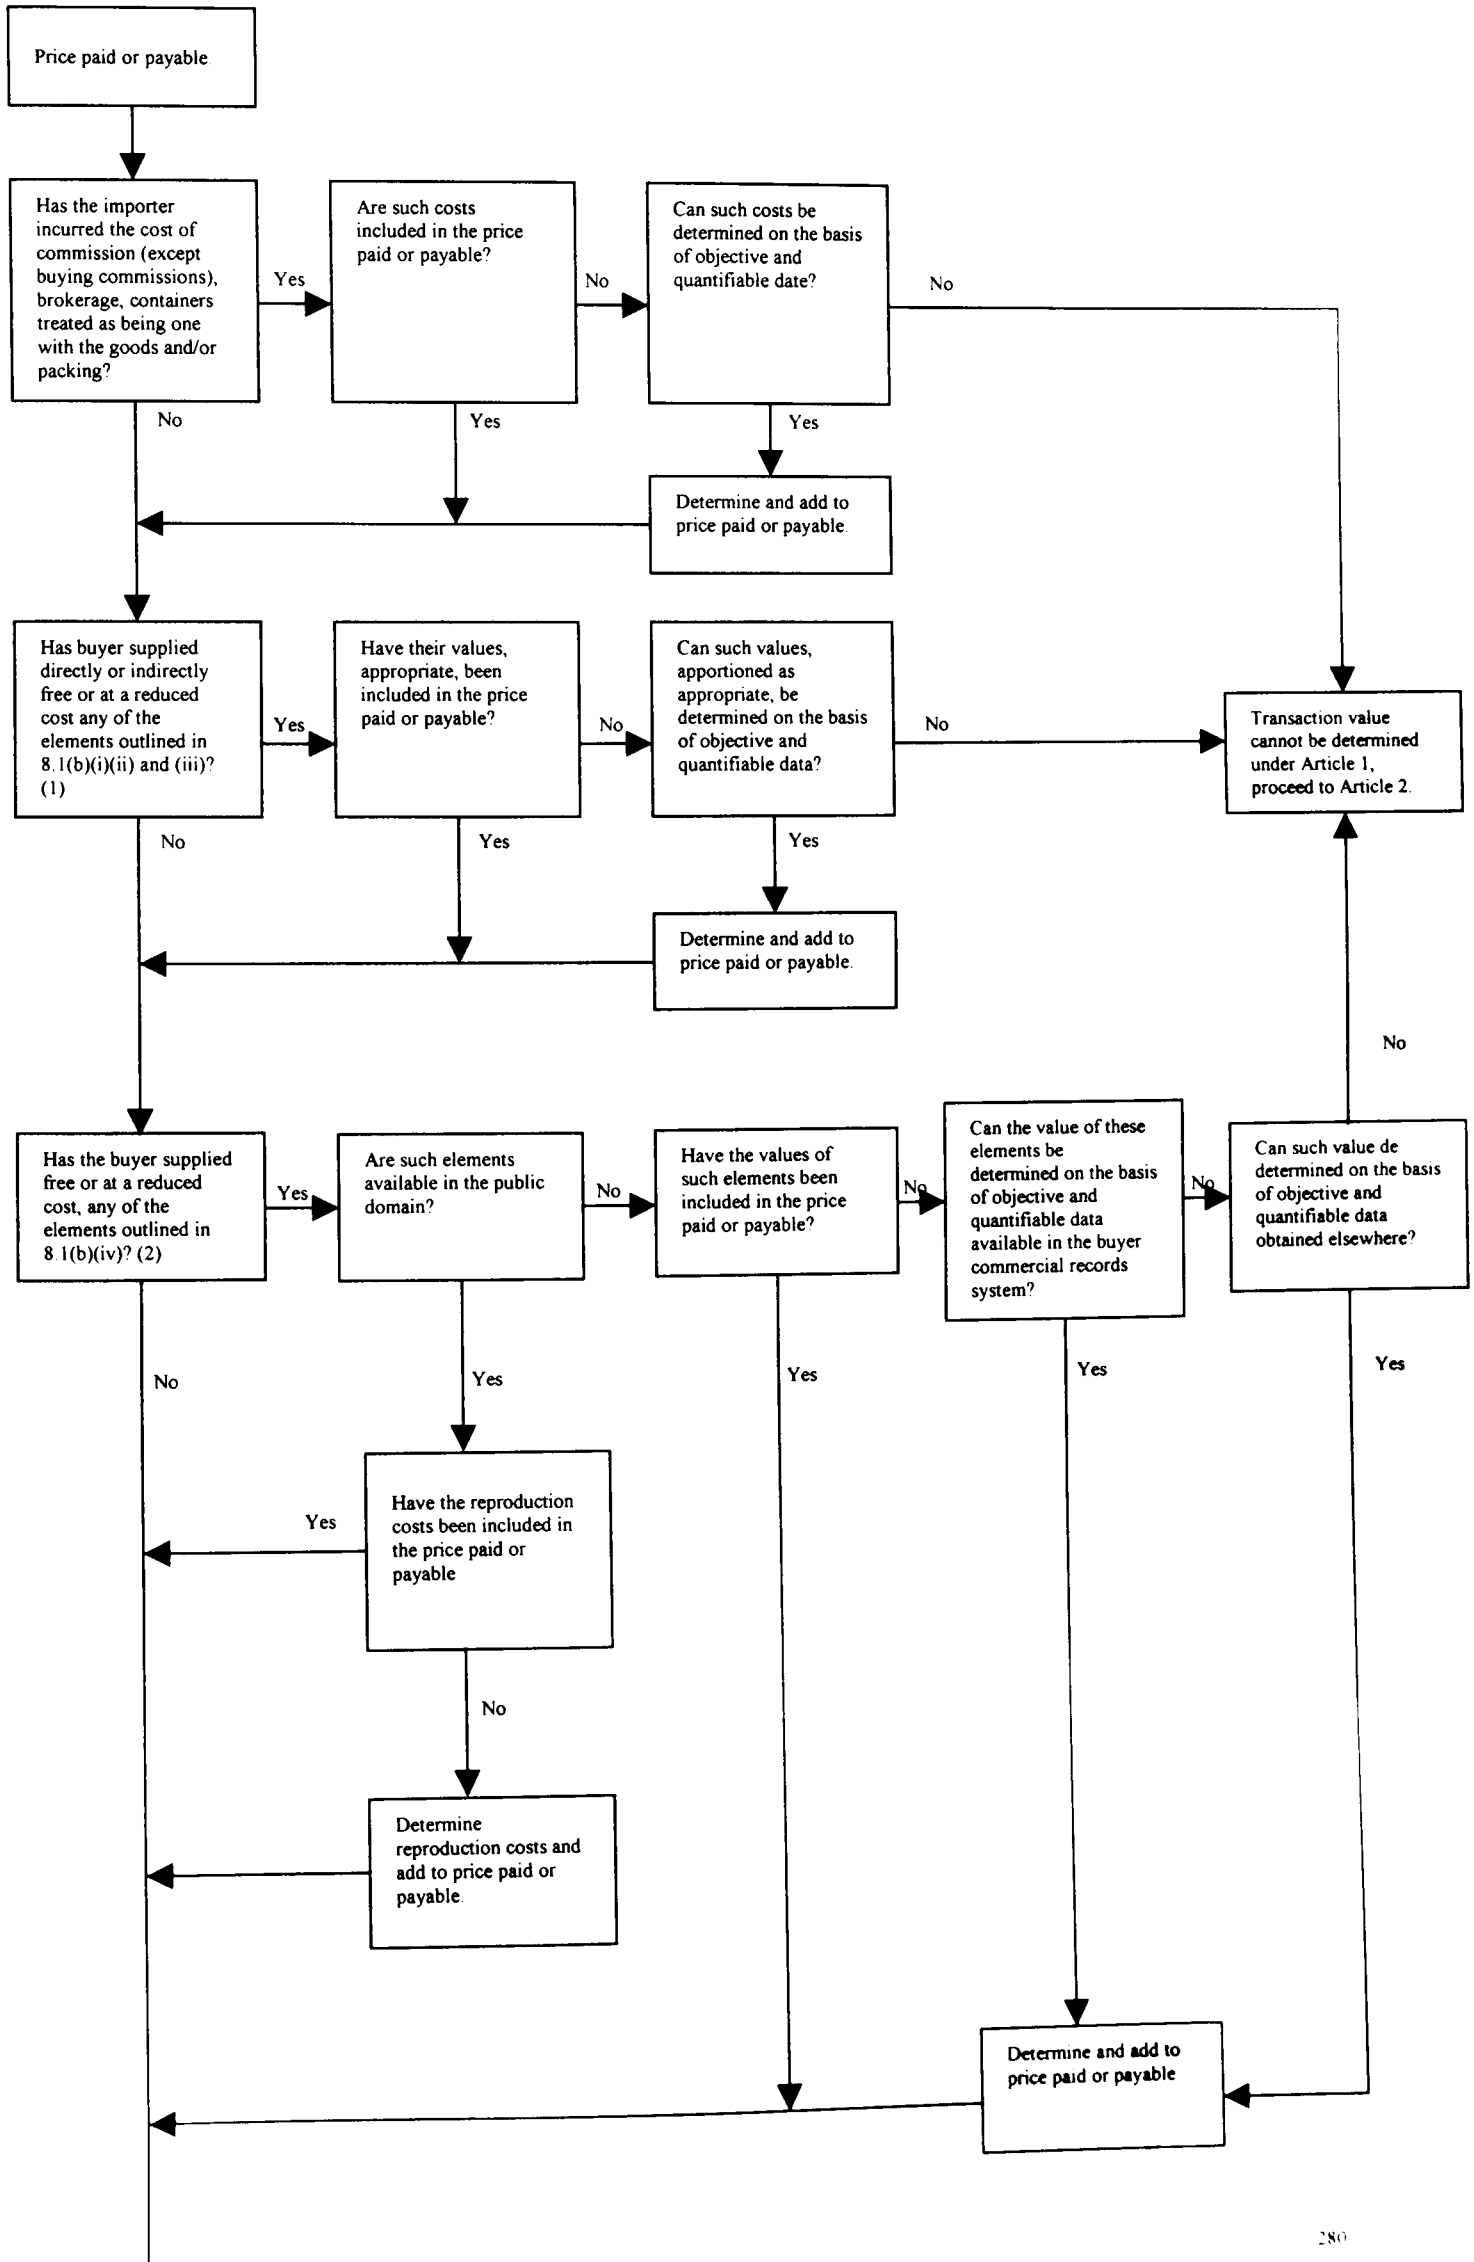 Price paid or payable
Has the importer
incurred the cost of
commission (except
buying commissions),
brokerage, containers
treated as being one
with the goods and/or
packing?
Yes
Are such costs
included in the price
paid or payable?
No
Can such costs be
determined on the basis
of objective and
quantifiable date?
No
No
Yes
Yes
Determine and add to
price paid or payable.
Has buyer supplied
directly or indirectly
free or at a reduced
cost any of the
elements outlined in
8.1(b)(i)(ii) and (iii)?
(1)
Yes
Have their values,
appropriate, been
included in the price
paid or payable?
No
Can such values,
apportioned as
appropriate, be
determined on the basis
of objective and
quantifiable data?
No
Transaction value
cannot be determined
under Article 1,
proceed to Article 2.
No
Yes
Yes
Determine and add to
price paid or payable.
No
Has the buyer supplied
free or at a reduced
cost, any of the
elements outlined in
8.1(b)(iv)? (2)
Yes
Are such elements
available in the public
domain?
No
Have the values of
such elements been
included in the price
paid or payable?
No
Can the value of these
elements be
determined on the basis
of objective and
quantifiable data
available in the buyer
commercial records
system?
No
Can such value de
determined on the basis
of objective and
quantifiable data
obtained elsewhere?
No
Yes
Yes
Yes
Yes
Have the reproduction
costs been included in
the price paid or
payable
Yes
No
Determine
reproduction costs and
add to price paid or
payable.
Determine and add to
price paid or payable
280